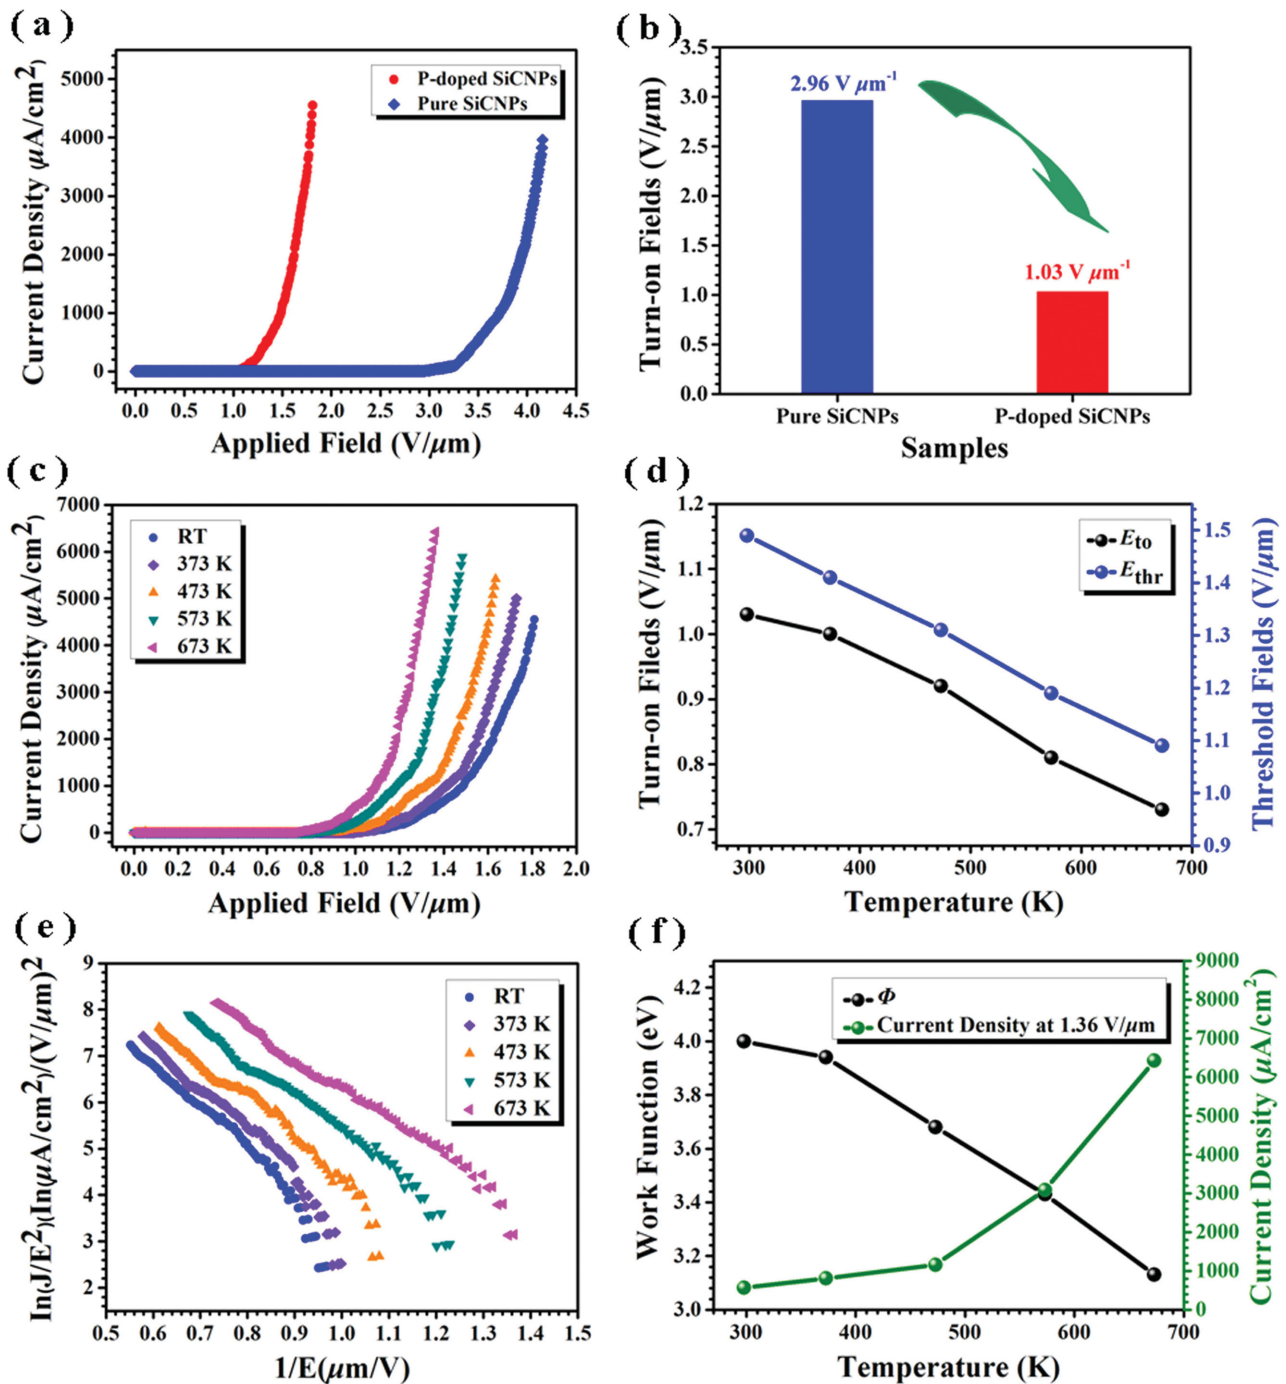 ( a )
Current Density μA/cm2
5000
4000
3000
2000
1000
0
P-doped SiCNPs
Pure SiCNPs
0.0 0.5 1.0 1.5 2.0 2.5 3.0 3.5 4.0 4.5
Applied Field (V/μm)
( b )
Turn-on Fields (V/μm)
3.5
3.0
2.5
2.0
1.5
1.0
0.5
0.0
2.96 V μm-1
1.03 V μm-1
Pure SiCNPs P-doped SiCNPs
Samples
( c )
Current Density μA/cm2
7000
6000
5000
4000
3000
2000
1000
0
RT
373 K
473 K
573 K
673 K
0.0 0.2 0.4 0.6 0.8 1.0 1.2 1.4 1.6 1.8 2.0
Applied Field (V/μm)
( d )
Turn-on Fileds (V/μm)
1.2
1.1
1.0
0.9
0.8
0.7
Eto
Ethr
1.5
1.4
1.3
1.2
1.1
1.0
0.9
Threshold Fields (V/μm)
300 400 500 600 700
Temperature (K)
( e )
In(J/E2)(InμA/cm2)/(V/μm)2
9
8
7
6
5
4
3
2
RT
373 K
473 K
573 K
673 K
0.5 0.6 0.7 0.8 0.9 1.0 1.1 1.2 1.3 1.4 1.5
1/E(μm/V)
( f )
Work Function (eV)
4.2
4.0
3.8
3.6
3.4
3.2
3.0
Φ
Current Density at 1.36 V/μm
9000
8000
7000
6000
5000
4000
3000
2000
1000
0
Current Density (μA/cm2)
300 400 500 600 700
Temperature (K)